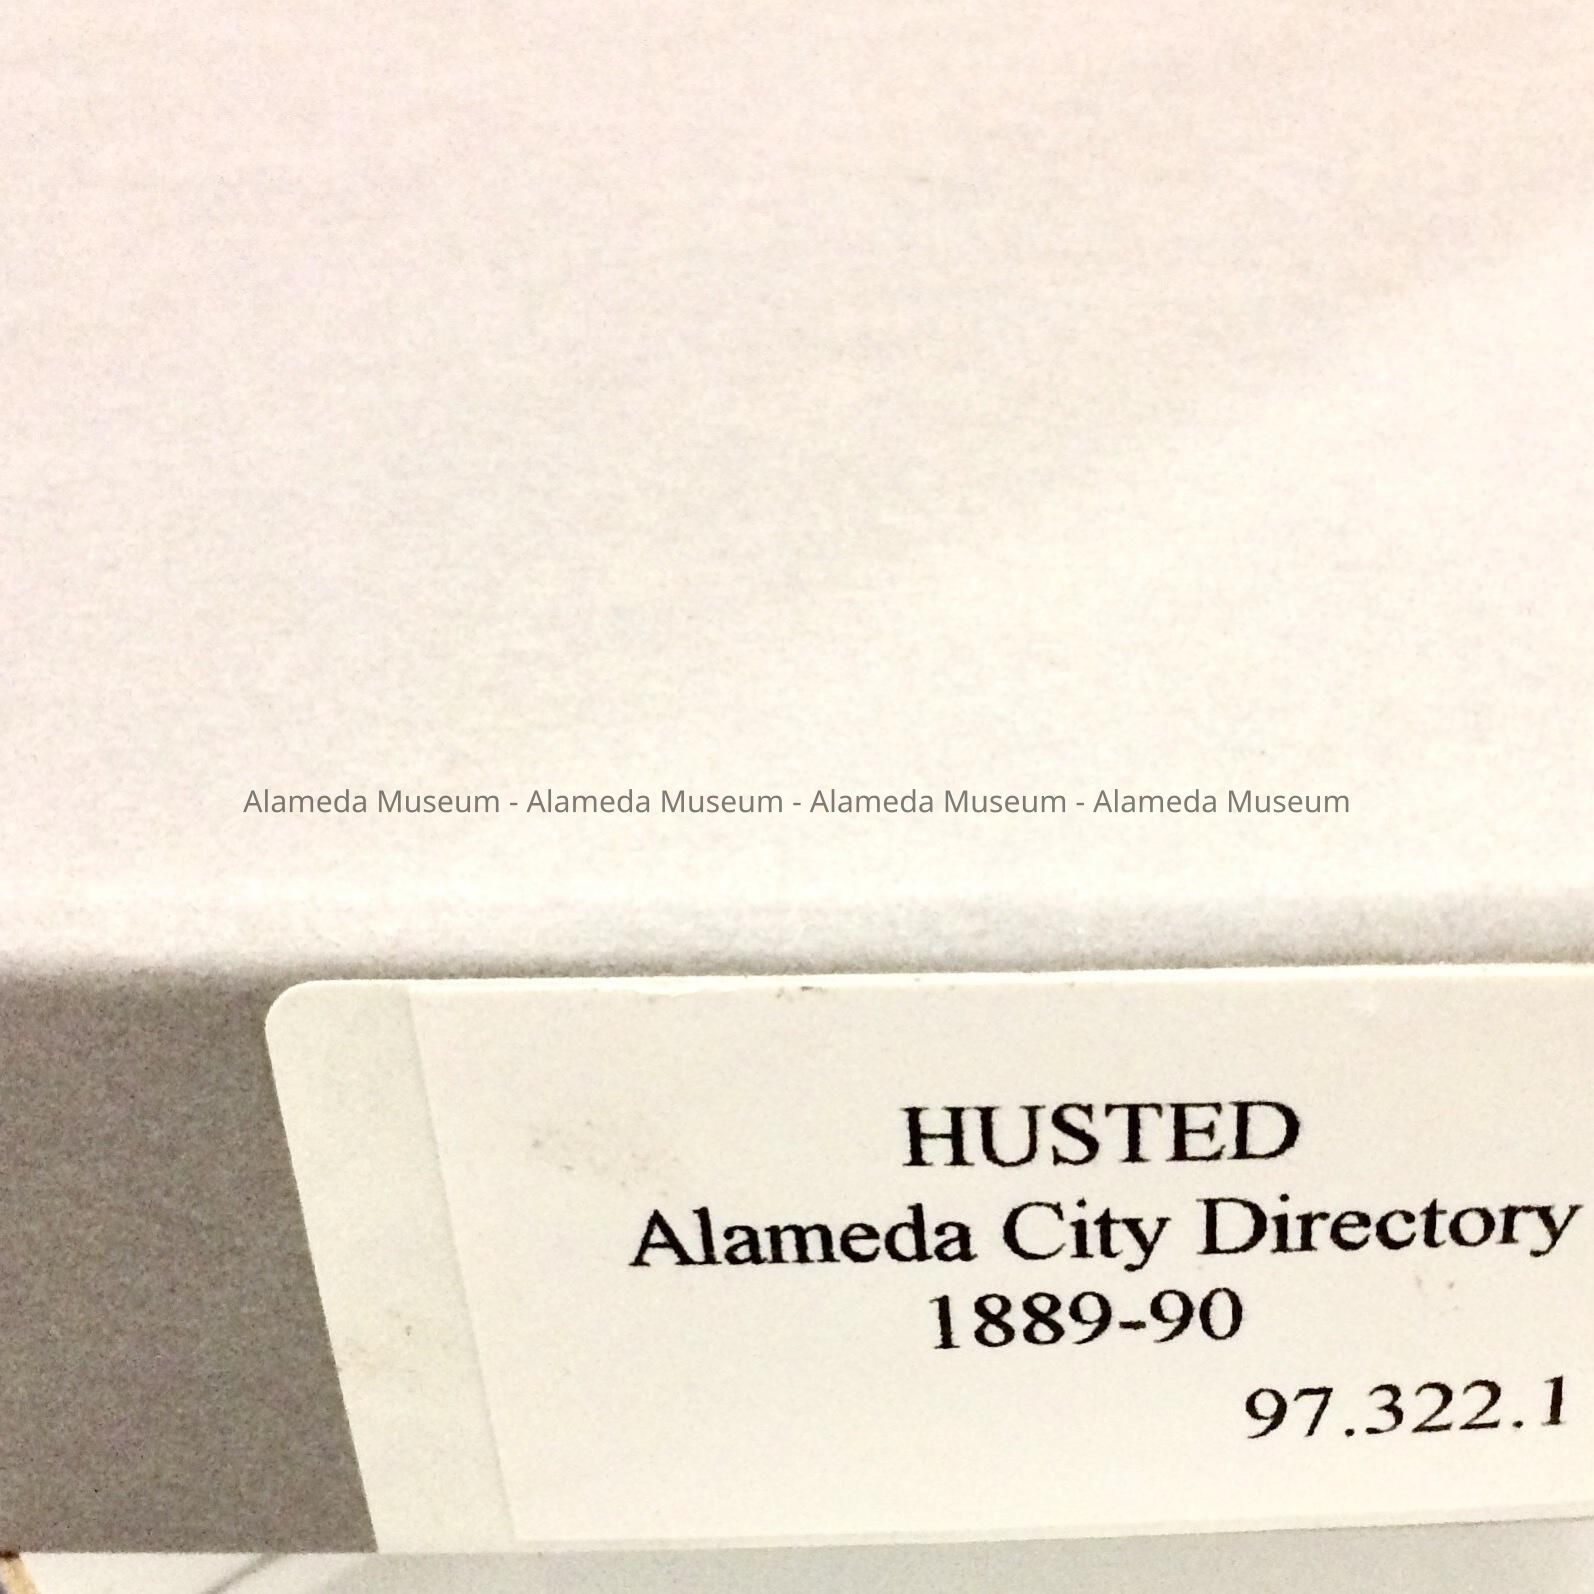 Alameda Museum - Alameda Museum - Alameda Museum - Alameda Museum
HUSTED
Alameda City Directory
1889-90
97.322.1